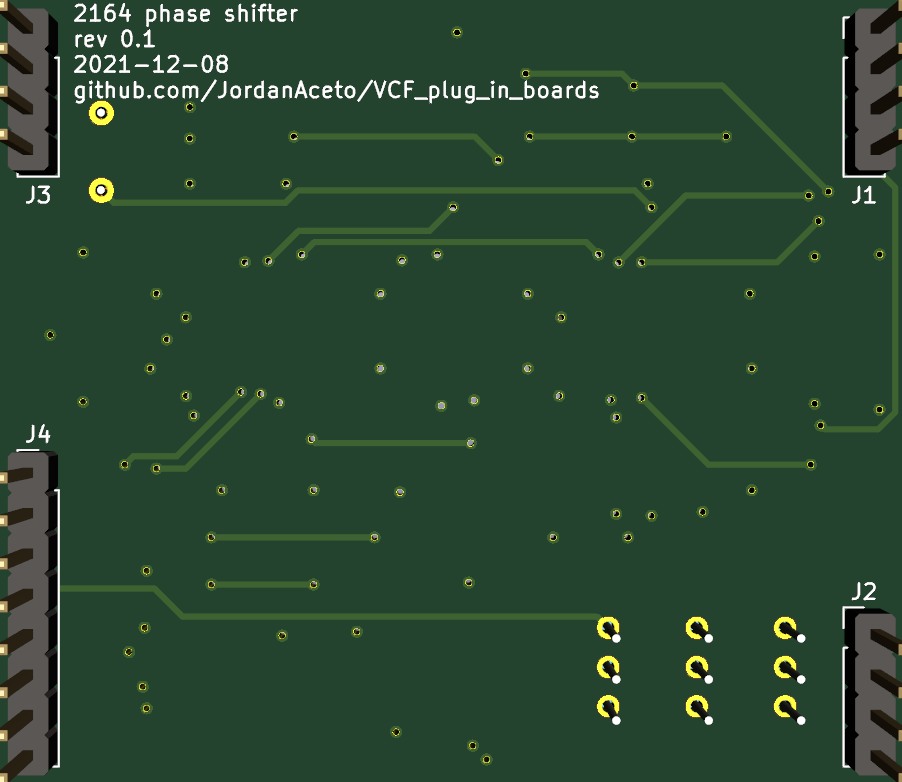 2164 phase shifter
rev 0.1
2021-12-08
github.com/JordanAceto/VCF_plug_in_boards
J3
J1
J4
J2